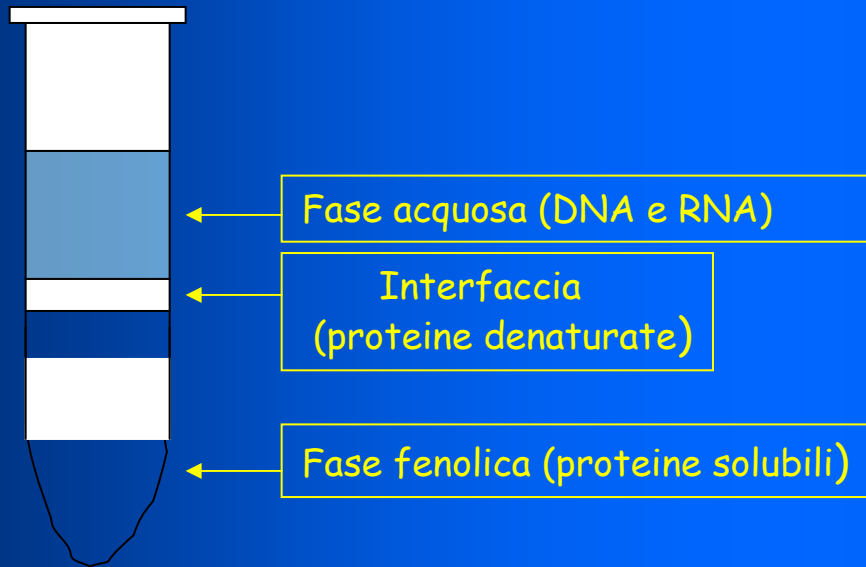 Fase acquosa (DNA e RNA)
Interfaccia
(proteine denaturate)
Fase fenolica (proteine solubili)